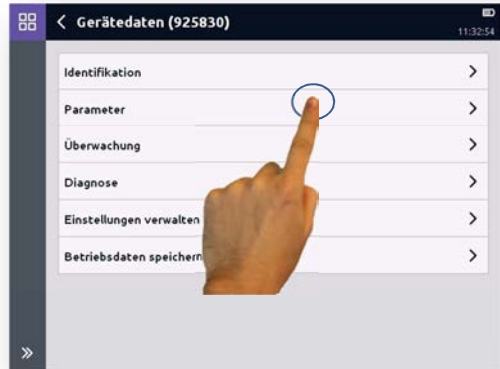 Gerätedaten (925830)
11:32:54
Identifikation
Parameter
Überwachung
Diagnose
Einstellungen verwalten
Betriebsdaten speichern